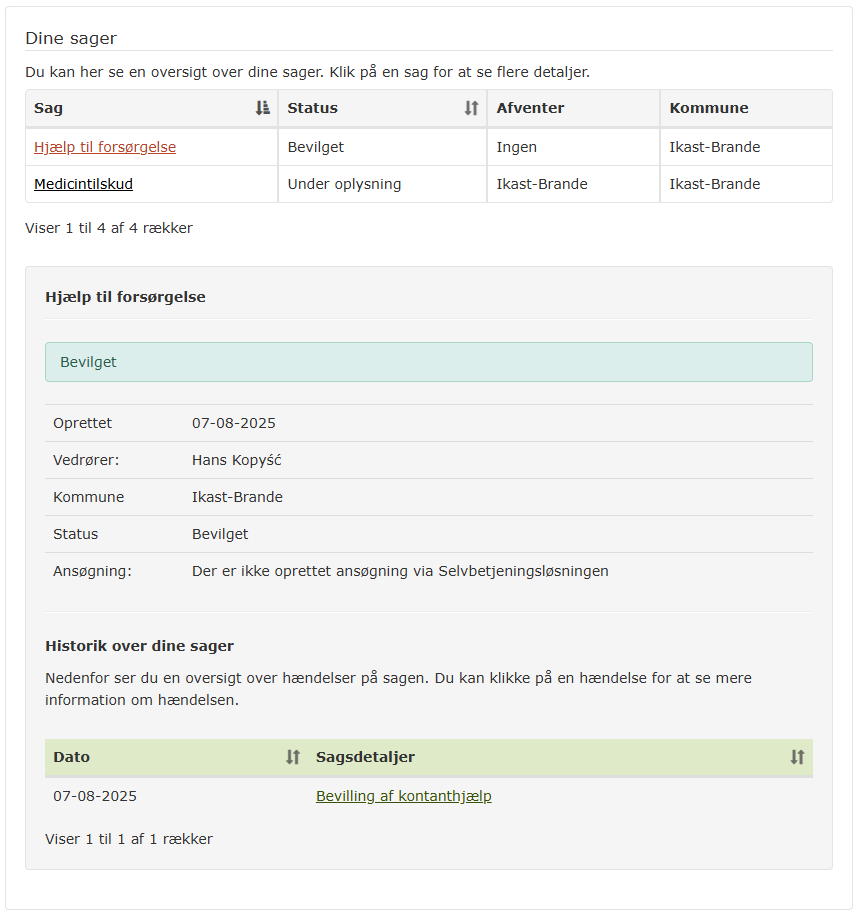 Dine sager
Du kan her se en oversigt over dine sager. Klik på en sag for at se flere detaljer.
Sag Status Afventer Kommune
Hjælp til forsørgelse Bevilget Ingen Ikast-Brande
Medicintilskud Under oplysning Ikast-Brande Ikast-Brande
Viser 1 til 4 af 4 rækker
Hjælp til forsørgelse
Bevilget
Oprettet 07-08-2025
Vedrører: Hans Kopyść
Kommune Ikast-Brande
Status Bevilget
Ansøgning: Der er ikke oprettet ansøgning via Selvbetjeningsløsningen
Historik over dine sager
Nedenfor ser du en oversigt over hændelser på sagen. Du kan klikke på en hændelse for at se mere
information om hændelsen.
Dato Sagsdetaljer
07-08-2025 Bevilling af kontanthjælp
Viser 1 til 1 af 1 rækker